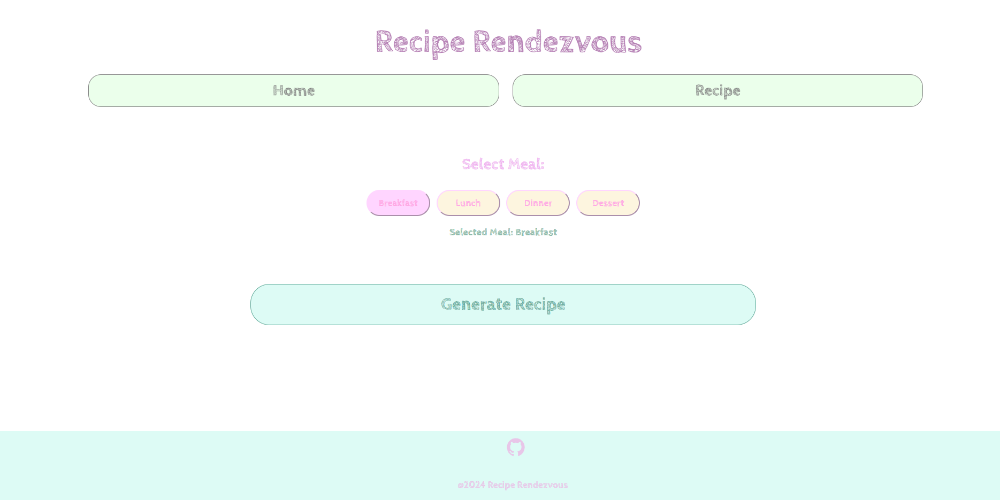 Recipe Rendezvous
Home Recipe
Select Meal:
Breakfast Lunch Dinner Dessert
Selected Meal: Breakfast
Generate Recipe
@2024 Recipe Rendezvous